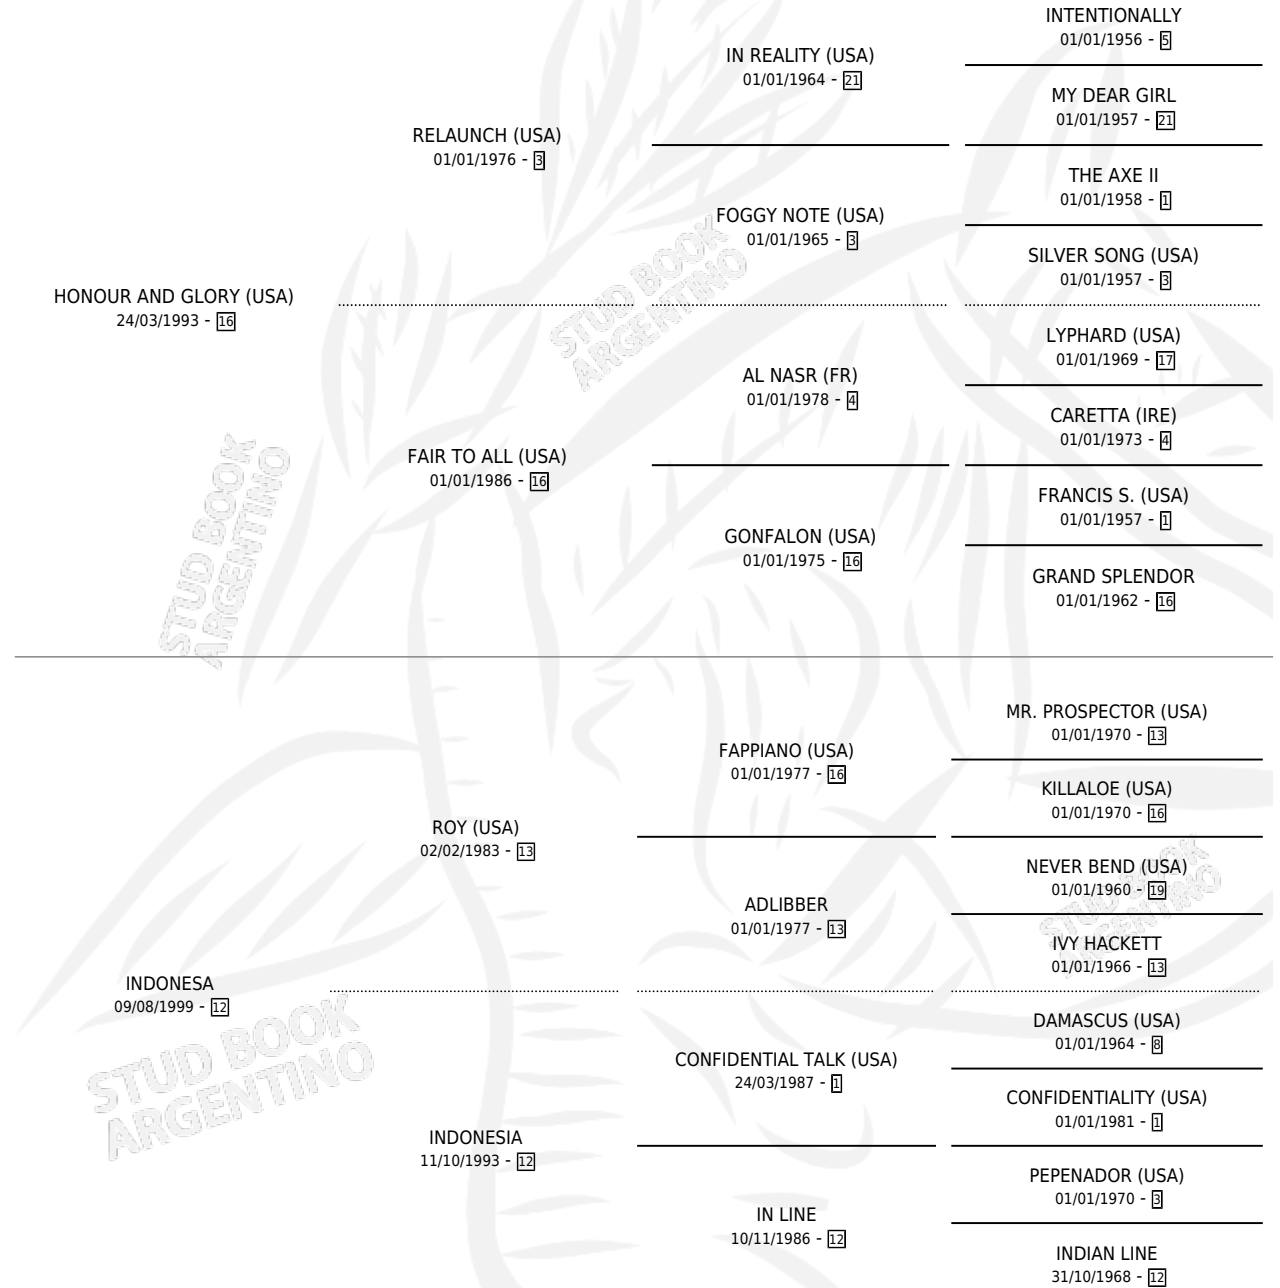 INTENTIONALLY
01/01/1956 - 5
IN REALITY (USA)
01/01/1964 - 21
MY DEAR GIRL
01/01/1957 - 21
RELAUNCH (USA)
01/01/1976 - 3
THE AXE II
01/01/1958 - 1
FOGGY NOTE (USA)
01/01/1965 - 3
SILVER SONG (USA)
01/01/1957 - 3
HONOUR AND GLORY (USA)
24/03/1993 - 16
LYPHARD (USA)
01/01/1969 - 17
AL NASR (FR)
01/01/1978 - 4
CARETTA (IRE)
01/01/1973 - 4
FAIR TO ALL (USA)
01/01/1986 - 16
FRANCIS S. (USA)
01/01/1957 - 1
GONFALON (USA)
01/01/1975 - 16
GRAND SPLENDOR
01/01/1962 - 16
MR. PROSPECTOR (USA)
01/01/1970 - 13
FAPPIANO (USA)
01/01/1977 - 16
KILLALOE (USA)
01/01/1970 - 16
ROY (USA)
02/02/1983 - 13
NEVER BEND (USA)
01/01/1960 - 19
ADLIBBER
01/01/1977 - 13
IVY HACKETT
01/01/1966 - 13
INDONESA
09/08/1999 - 12
DAMASCUS (USA)
01/01/1964 - 8
CONFIDENTIAL TALK (USA)
24/03/1987 - 1
CONFIDENTIALITY (USA)
01/01/1981 - 1
INDONESIA
11/10/1993 - 12
PEPENADOR (USA)
01/01/1970 - 3
IN LINE
10/11/1986 - 12
INDIAN LINE
31/10/1968 - 12
STUD BOOK
ARGENTINO
STUD BOOK
ARGENTINO
STUD BOOK
ARGENTINO
STUD BOOK
ARGENTINO